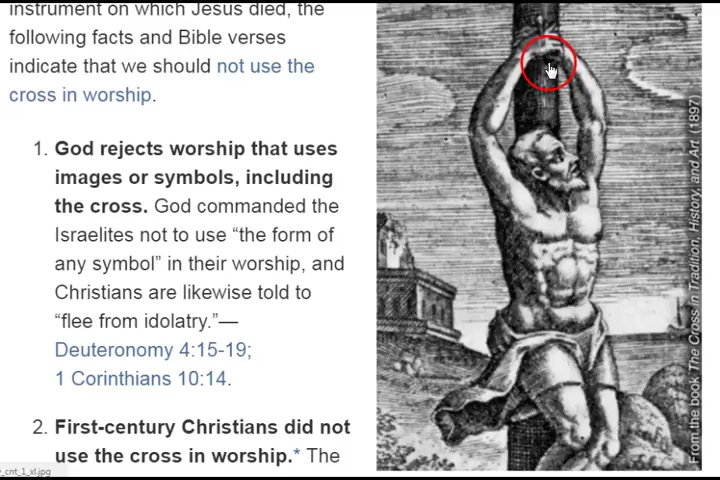 instrument on which Jesus died, the
following facts and Bible verses
indicate that we should not use the
cross in worship.
1. God rejects worship that uses
images or symbols, including
the cross. God commanded the
Israelites not to use “the form of
any symbol” in their worship, and
Christians are likewise told to
“flee from idolatry.”—
Deuteronomy 4:15-19;
1 Corinthians 10:14.
2. First-century Christians did not
use the cross in worship.* The
From the book The Cross in Tradition, History, and Art (1897)
_cnt_1_xl.jpg